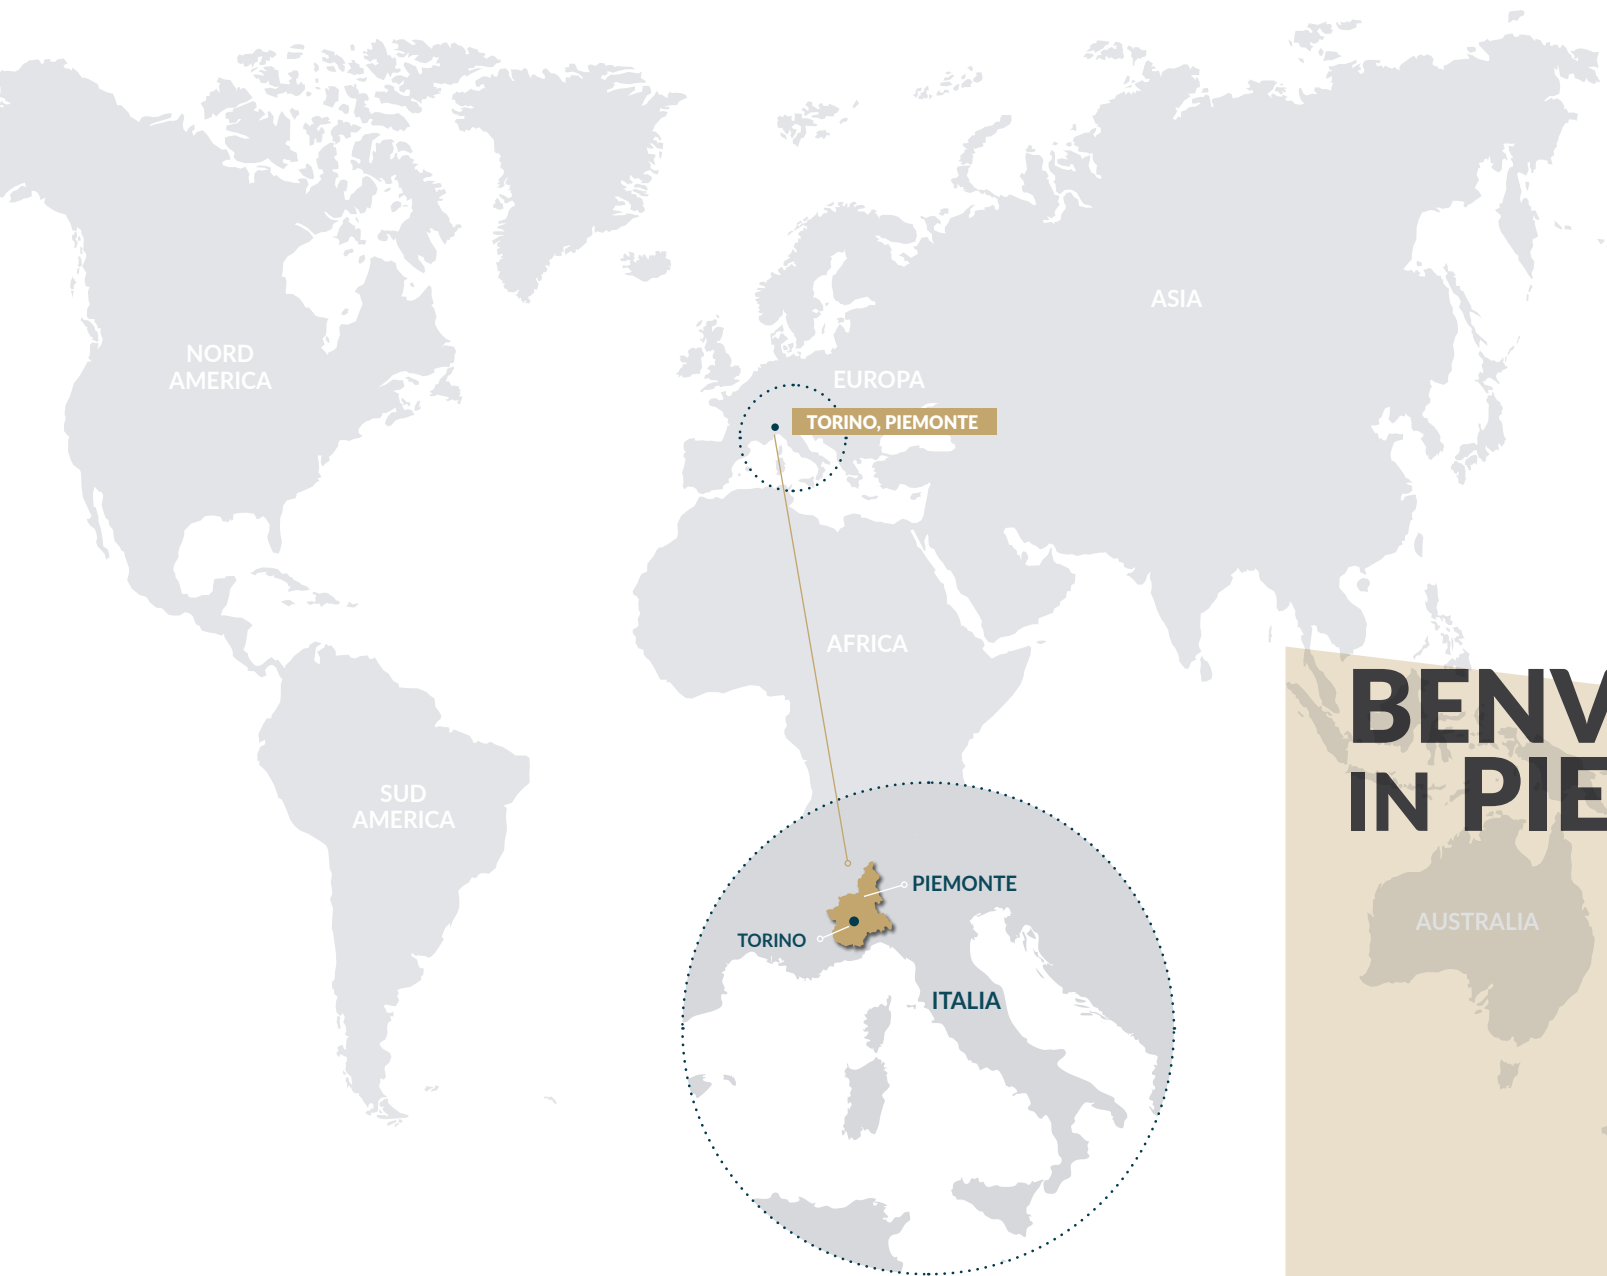 ASIA
NORD
AMERICA
EUROPA
TORINO, PIEMONTE
AFRICA
BENV
IN PIE
SUD
AMERICA
PIEMONTE
AUSTRALIA
TORINO
ITALIA